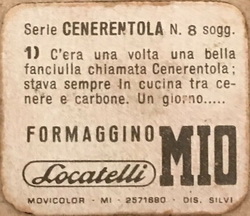 Serie CENERENTOLA N. 8 sogg.
1) C'era una volta una bella
fanciulla chiamata Cenerentola;
stava sempre in cucina tra ce-
nere e carbone. Un giorno.....
FORMAGGINO MIO
Locatelli
MOVICOLOR - MI - 2571690 - DIS. SILVI